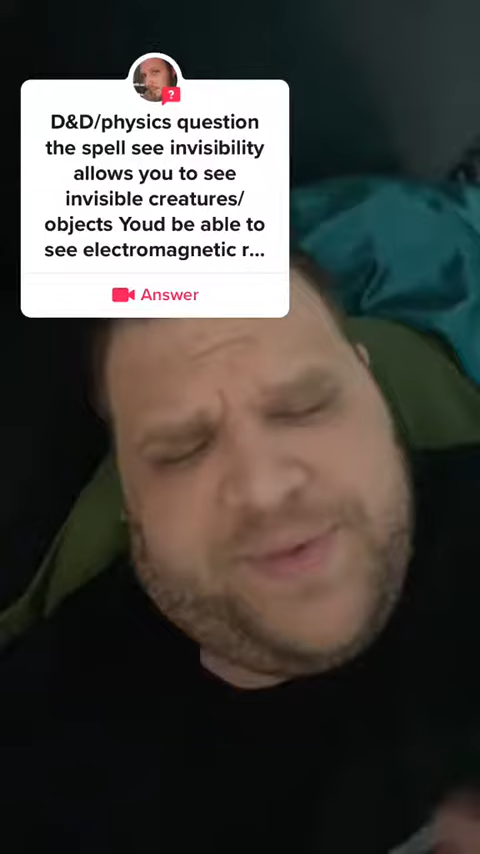 D&D/physics question
the spell see invisibility
allows you to see
invisible creatures/
objects Youd be able to
see electromagnetic r...
Answer